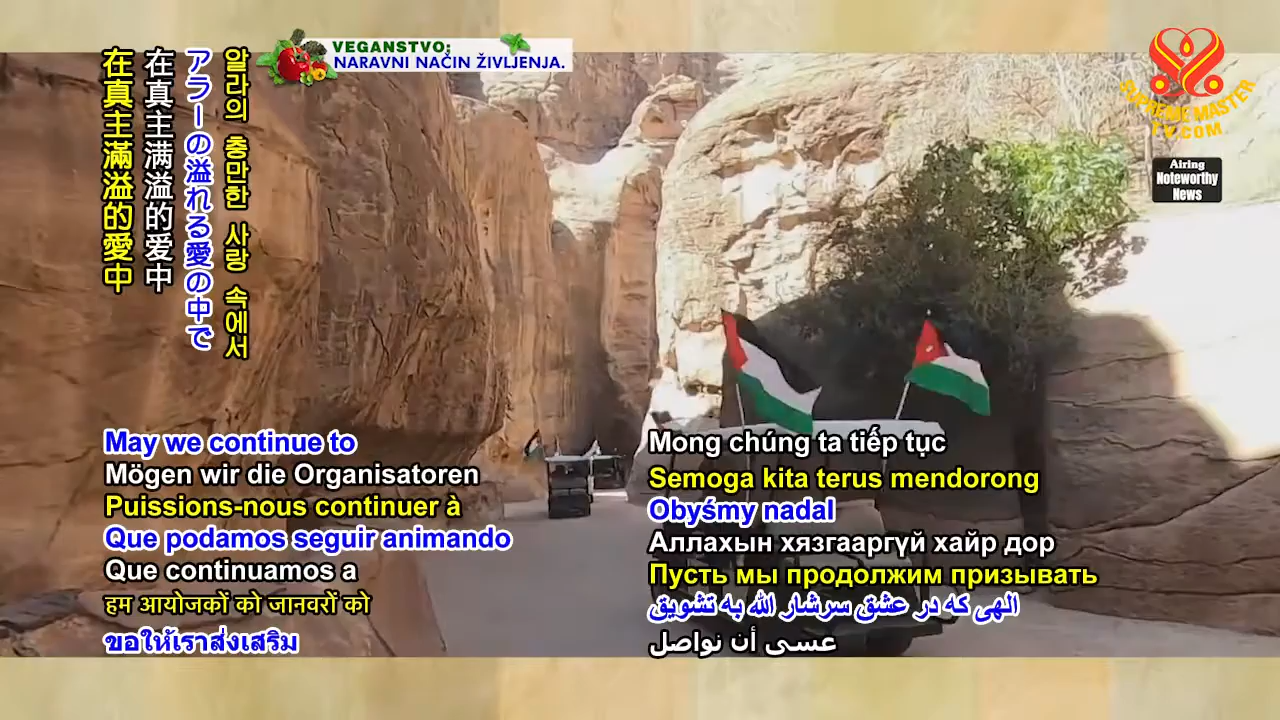 VEGANSTVO:
NARAVNI NAČIN ŽIVLJENJA.
SUPREME MASTER
TV.COM
Airing
Noteworthy
News
알라의 충만한 사랑 속에서
アラーの溢れる愛の中で
在真主满溢的爱中
在真主滿溢的愛中
May we continue to
Mögen wir die Organisatoren
Puissions-nous continuer à
Que podamos seguir animando
Que continuamos a
हम आयोजकों को जानवरों को
ขอให้เราส่งเสริม
Mong chúng ta tiếp tục
Semoga kita terus mendorong
Obyśmy nadal
Аллахын хязгааргүй хайр дор
Пусть мы продолжим призывать
الهی که در عشق سرشار الله به تشویق
عسى أن نواصل